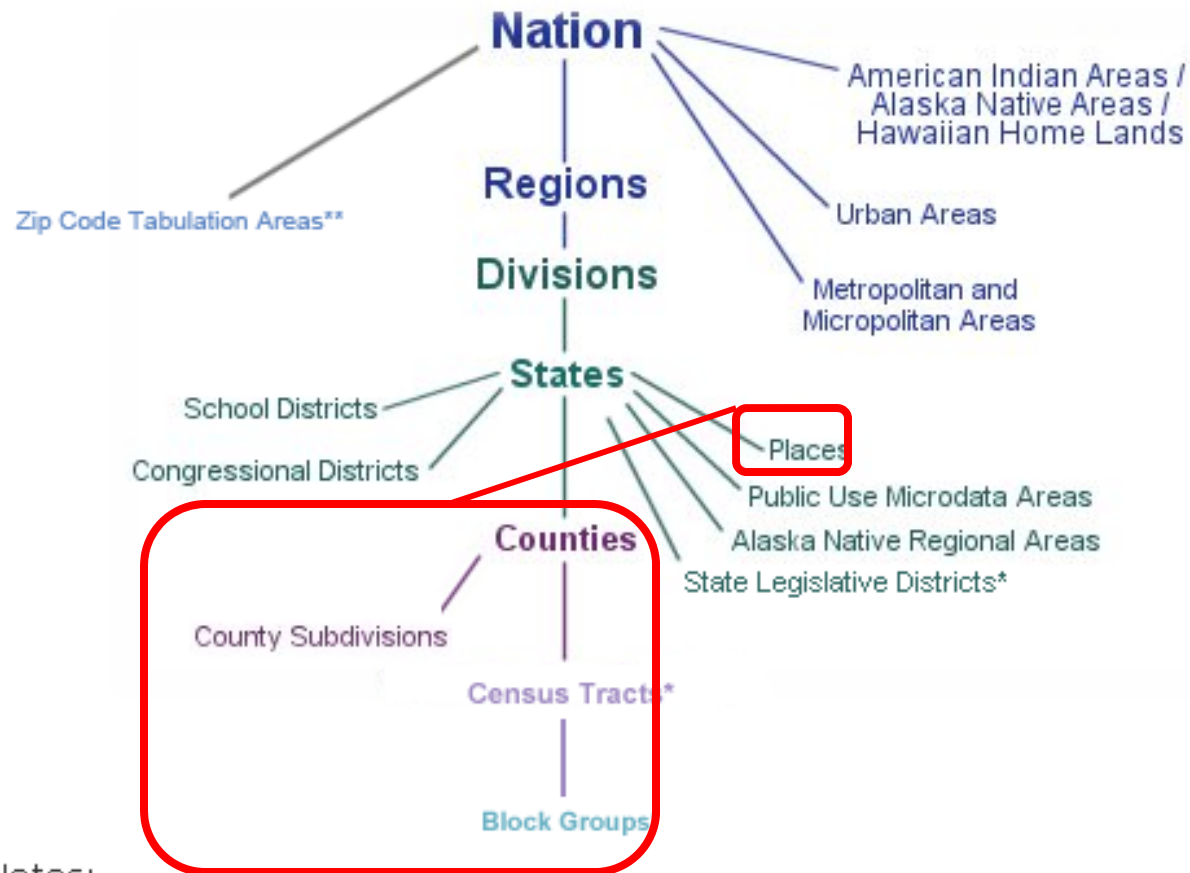 Nation
American Indian Areas /
Alaska Native Areas /
Hawaiian Home Lands
Regions
Zip Code Tabulation Areas**
Urban Areas
Divisions
Metropolitan and
Micropolitan Areas
States
School Districts
Places
Congressional Districts
Public Use Microdata Areas
Counties
Alaska Native Regional Areas
State Legislative Districts*
County Subdivisions
Census Tracts*
Block Groups